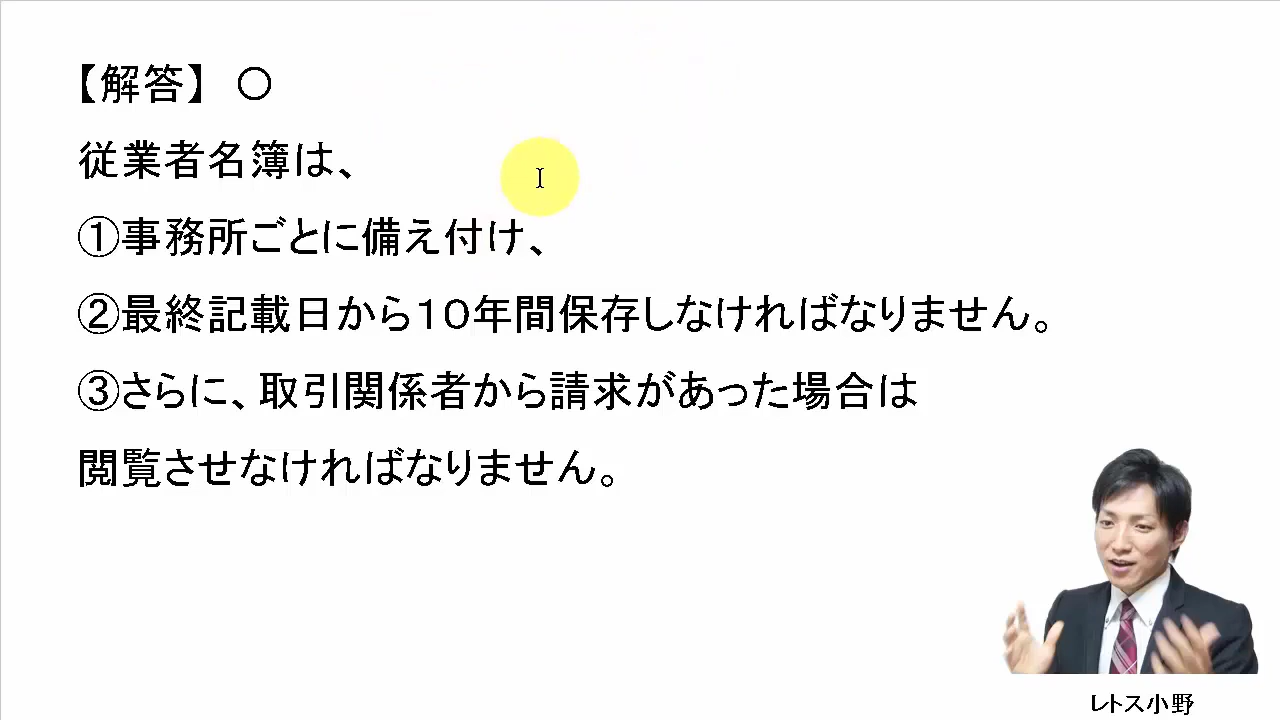 【解答】 ○
従業者名簿は、
①事務所ごとに備え付け、
②最終記載日から１０年間保存しなければなりません。
③さらに、取引関係者から請求があった場合は
閲覧させなければなりません。
レトス小野